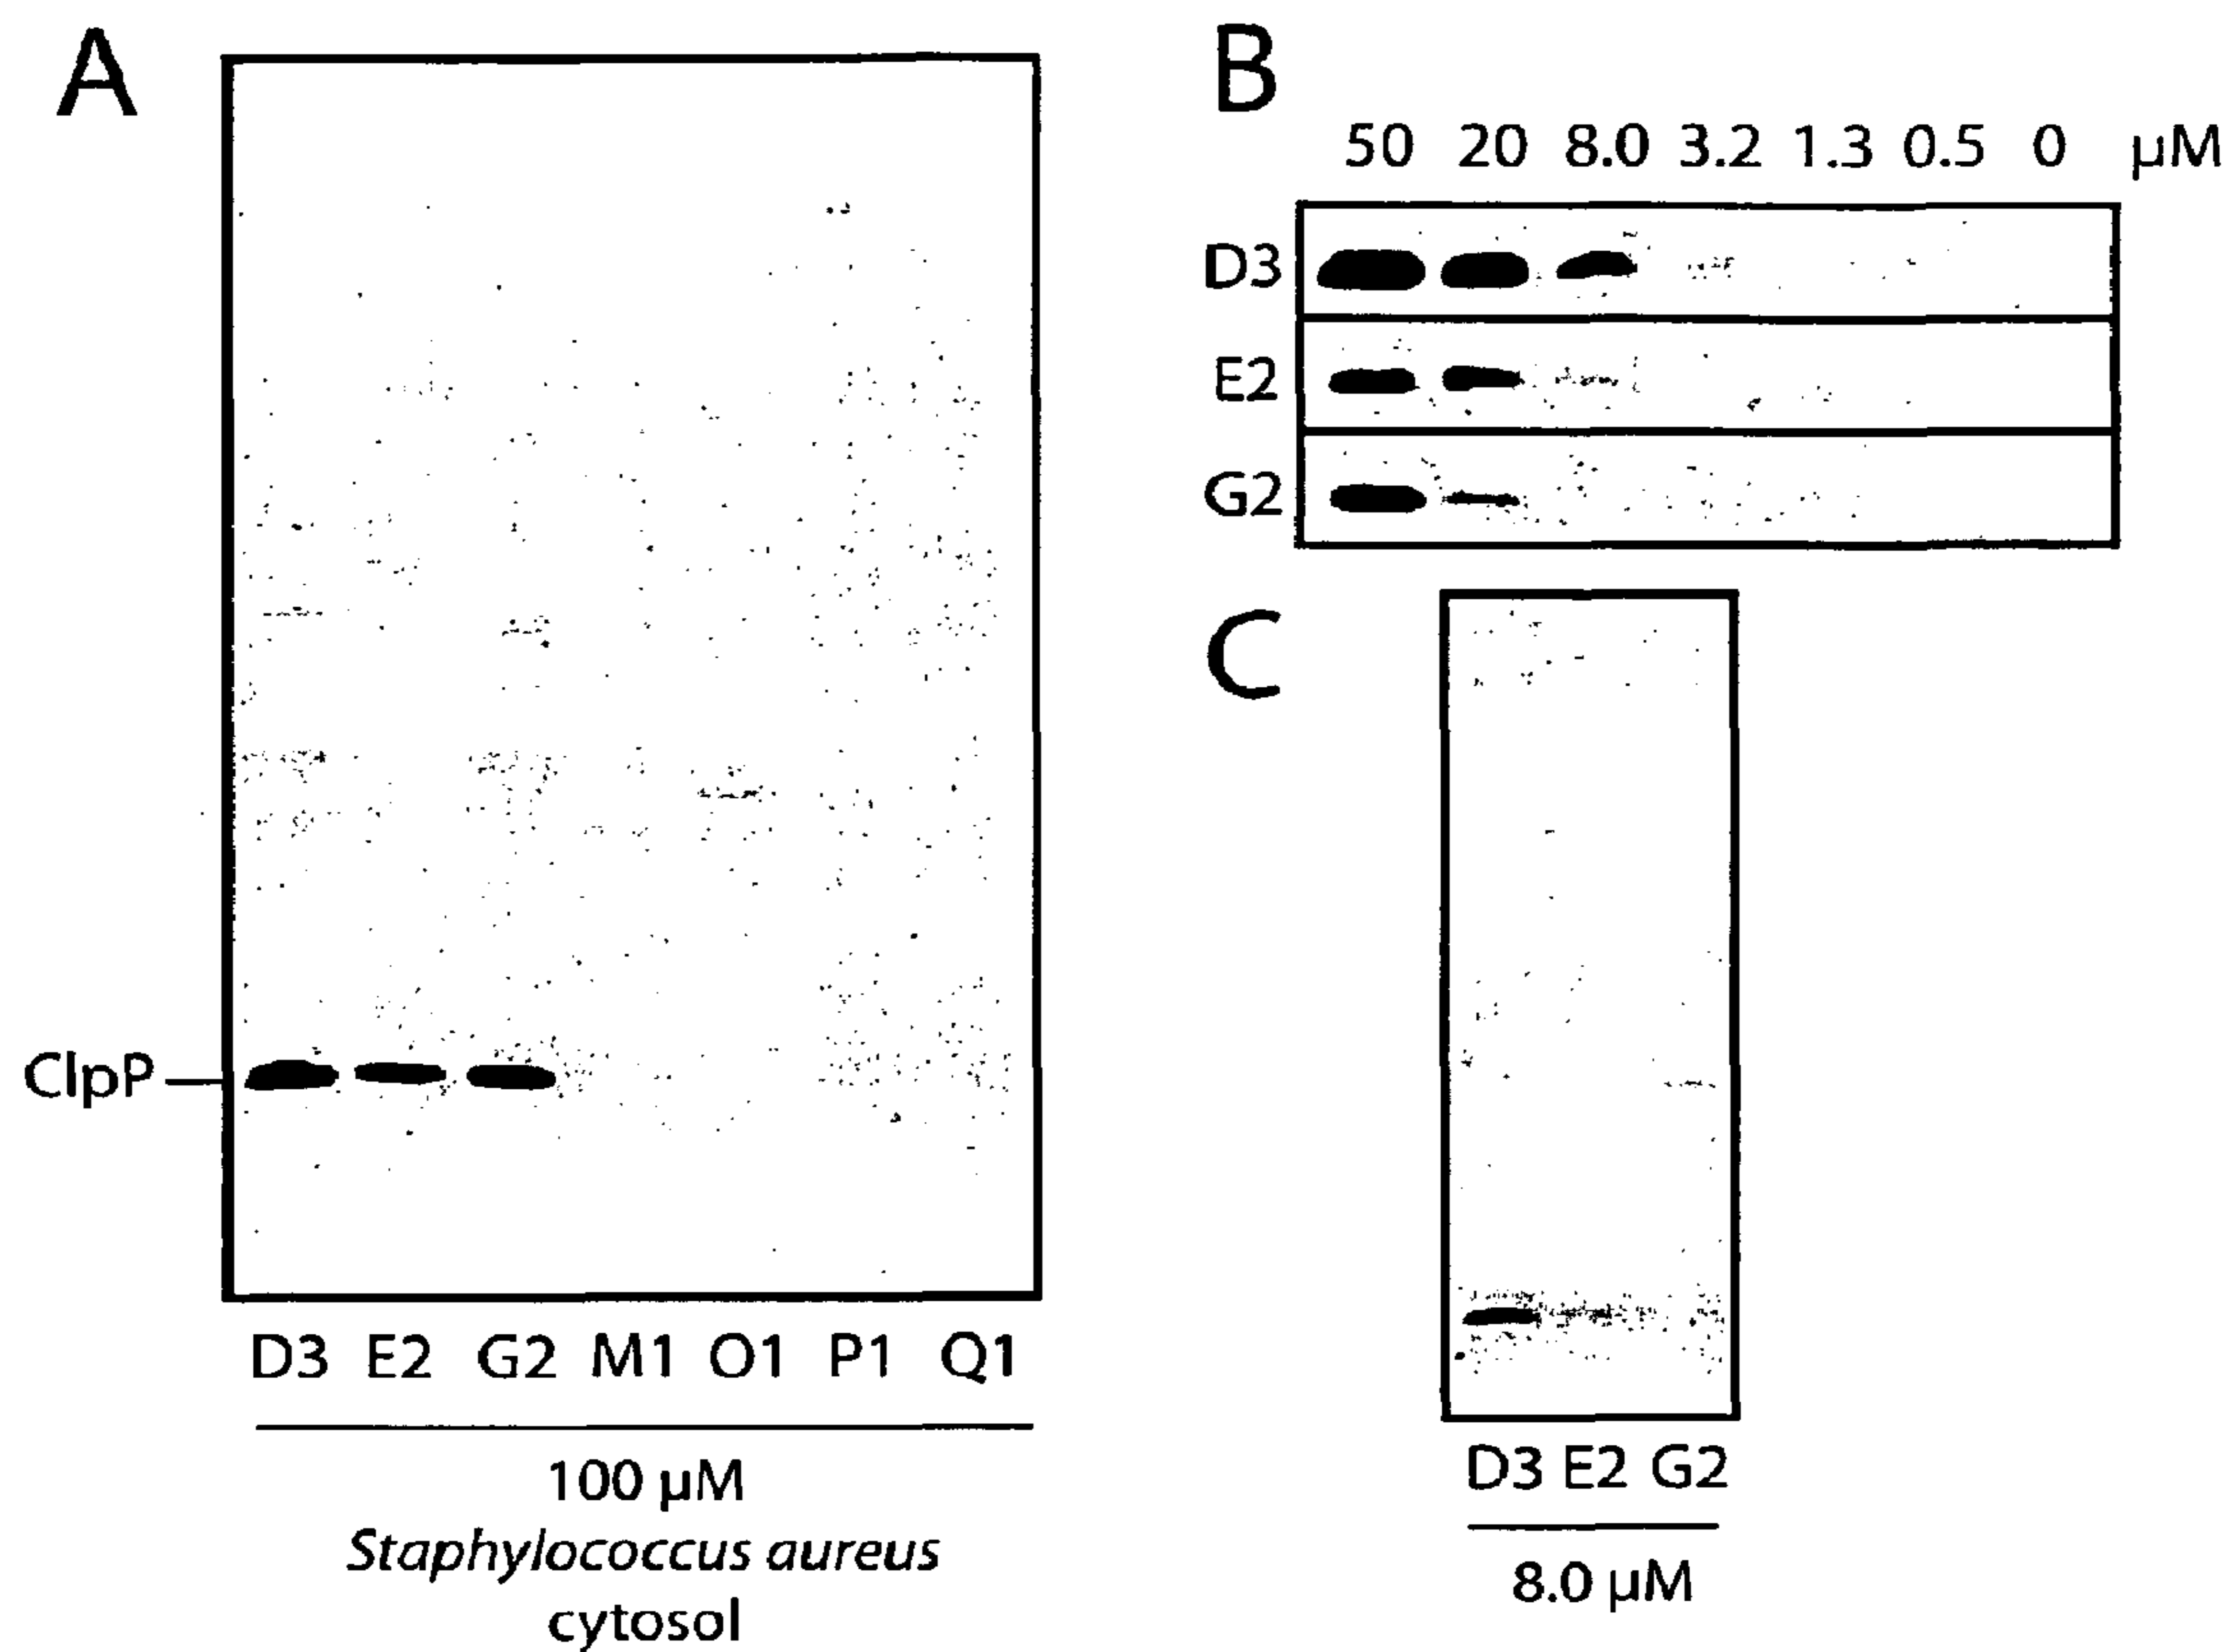 A
ClpP
D3 E2 G2 M1 O1 P1 Q1
100 µM
Staphylococcus aureus
cytosol
B
50 20 8.0 3.2 1.3 0.5 0 µM
D3
E2
G2
C
D3 E2 G2
8.0 µM